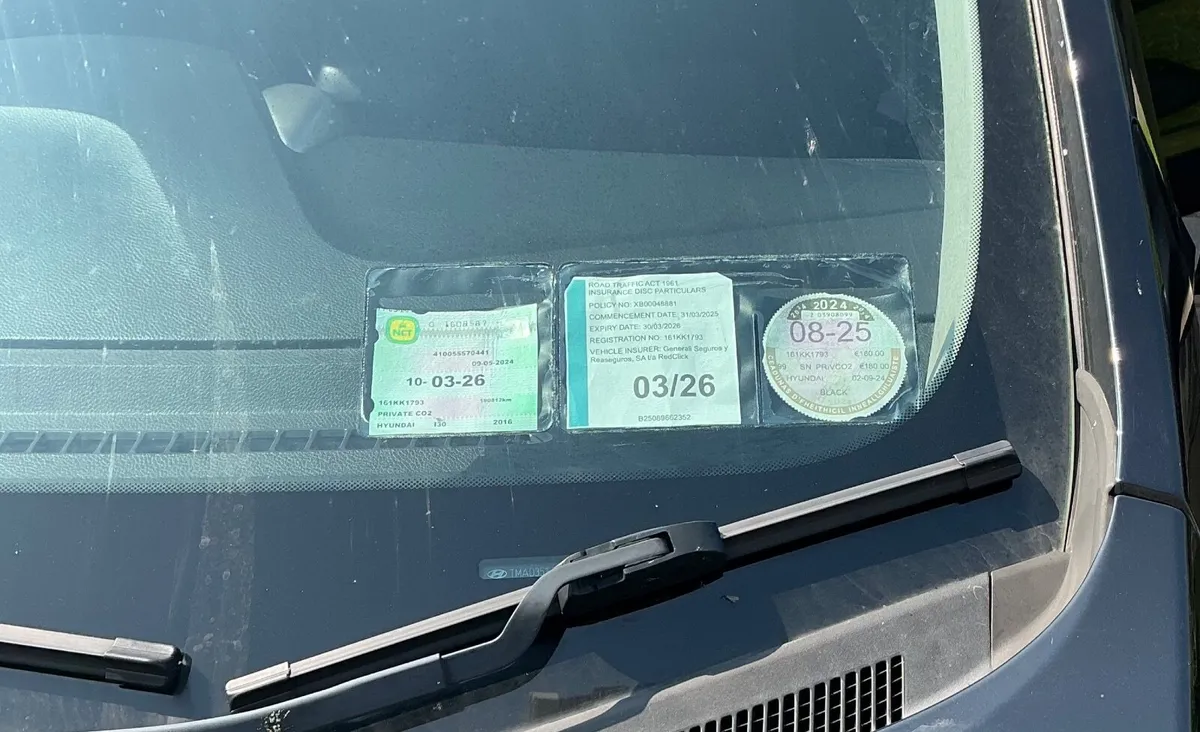 NCT
410055570441
09-05-2024
10- 03-26
161KK1793
PRIVATE CO2
HYUNDAI I30 2016
ROAD TRAFFIC ACT 1961
INSURANCE DISC PARTICULARS
POLICY NO: XB00948881
COMMENCEMENT DATE: 31/03/2025
EXPIRY DATE: 30/03/2026
REGISTRATION NO: 161KK1793
VEHICLE INSURER: Generali Seguros y
Reaseguros, SA t/a RedClick
03/26
B25089662352
2024
08-25
161KK1793 €160.00
SN PRIVCO2 €180.00
HYUNDAI 02-09-24
BLACK